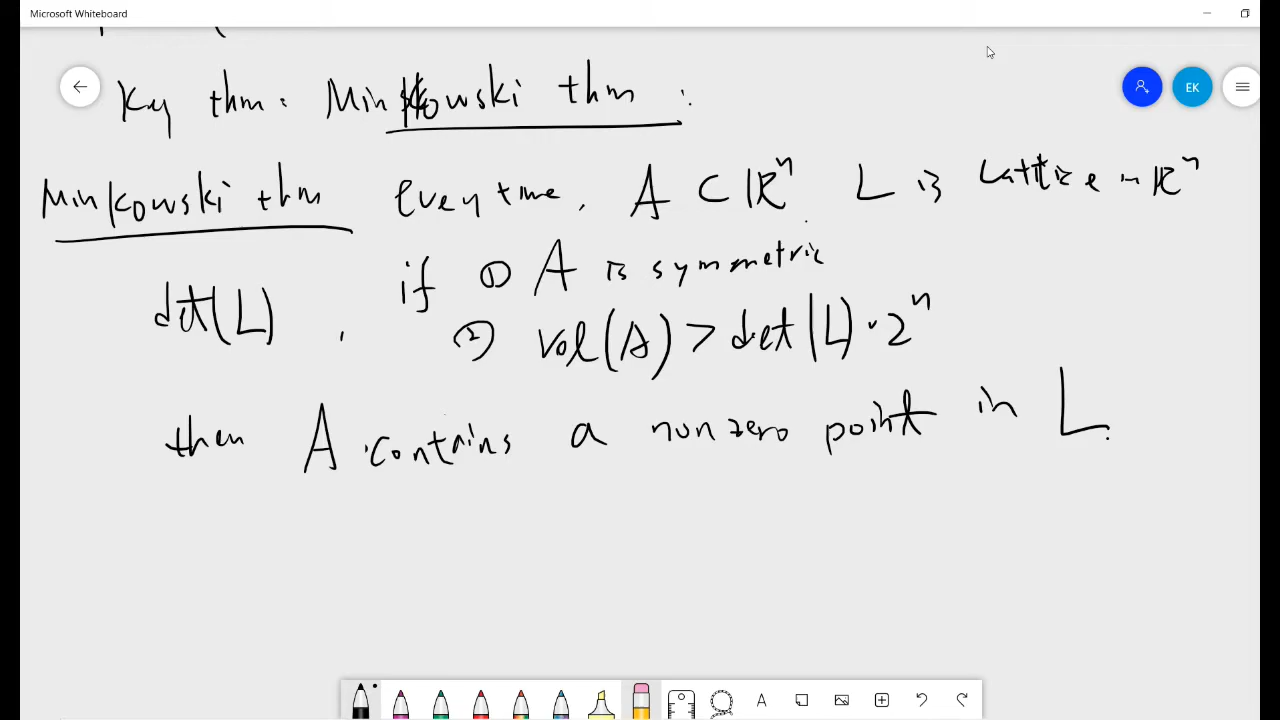 Microsoft Whiteboard
EK
Key thm: Minkowski thm :
Minkowski thm Every time, A ⊂ ℝⁿ L is Lattice in ℝⁿ
det(L), if ① A is symmetric
② vol(A) > det(L) · 2ⁿ
then A contains a nonzero point in L.
A